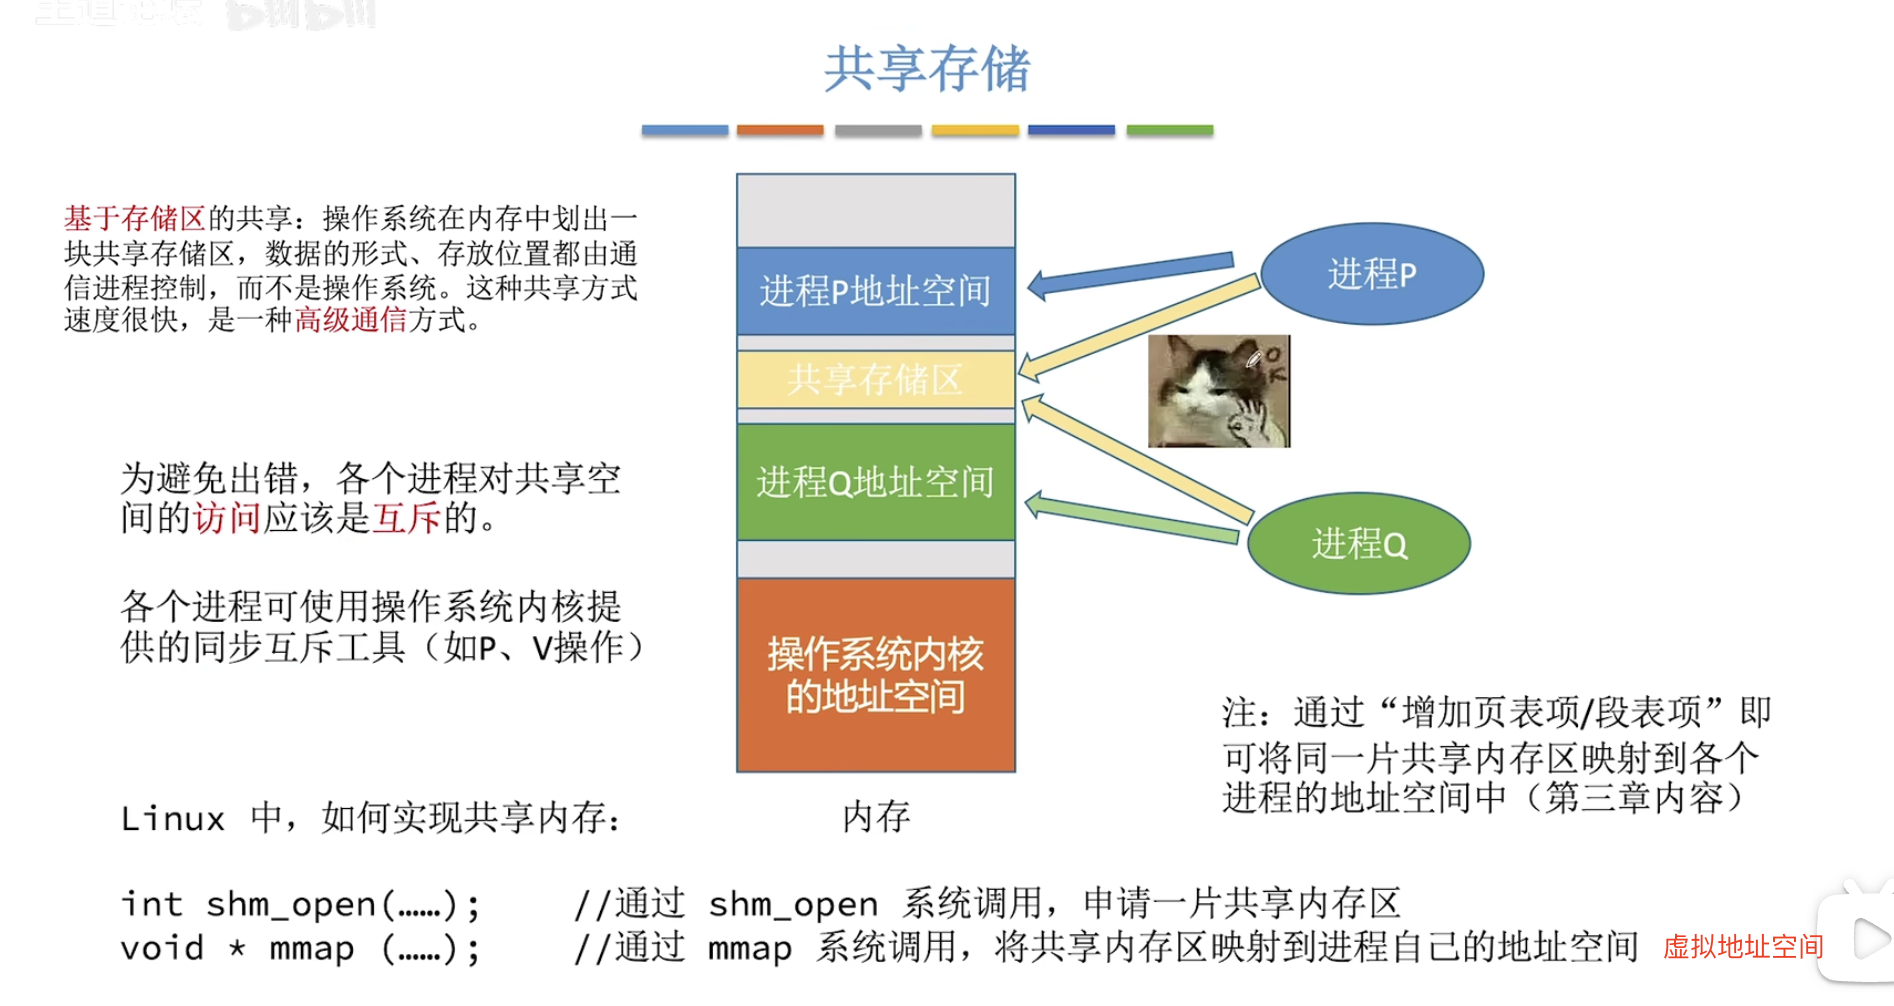 共享存储
基于存储区的共享：操作系统在内存中划出一
块共享存储区，数据的形式、存放位置都由通
信进程控制，而不是操作系统。这种共享方式
速度很快，是一种高级通信方式。
为避免出错，各个进程对共享空
间的访问应该是互斥的。
各个进程可使用操作系统内核提
供的同步互斥工具（如P、V操作）
进程P地址空间
共享存储区
进程Q地址空间
操作系统内核
的地址空间
内存
进程P
OK
进程Q
注：通过“增加页表项/段表项”即
可将同一片共享内存区映射到各个
进程的地址空间中（第三章内容）
Linux 中，如何实现共享内存：
int shm_open(……); //通过 shm_open 系统调用，申请一片共享内存区
void * mmap (……); //通过 mmap 系统调用，将共享内存区映射到进程自己的地址空间 虚拟地址空间